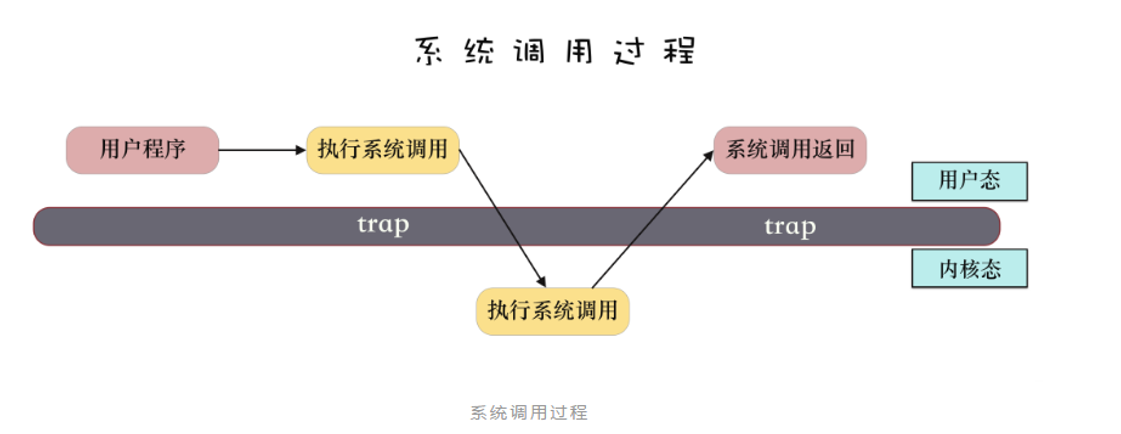 系统调用过程
用户程序
执行系统调用
系统调用返回
用户态
trap
trap
内核态
执行系统调用
系统调用过程